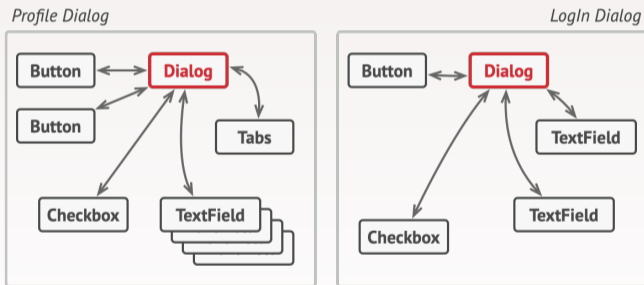 Profile Dialog
Button
Dialog
Button
Tabs
Checkbox
TextField
LogIn Dialog
Button
Dialog
TextField
TextField
Checkbox